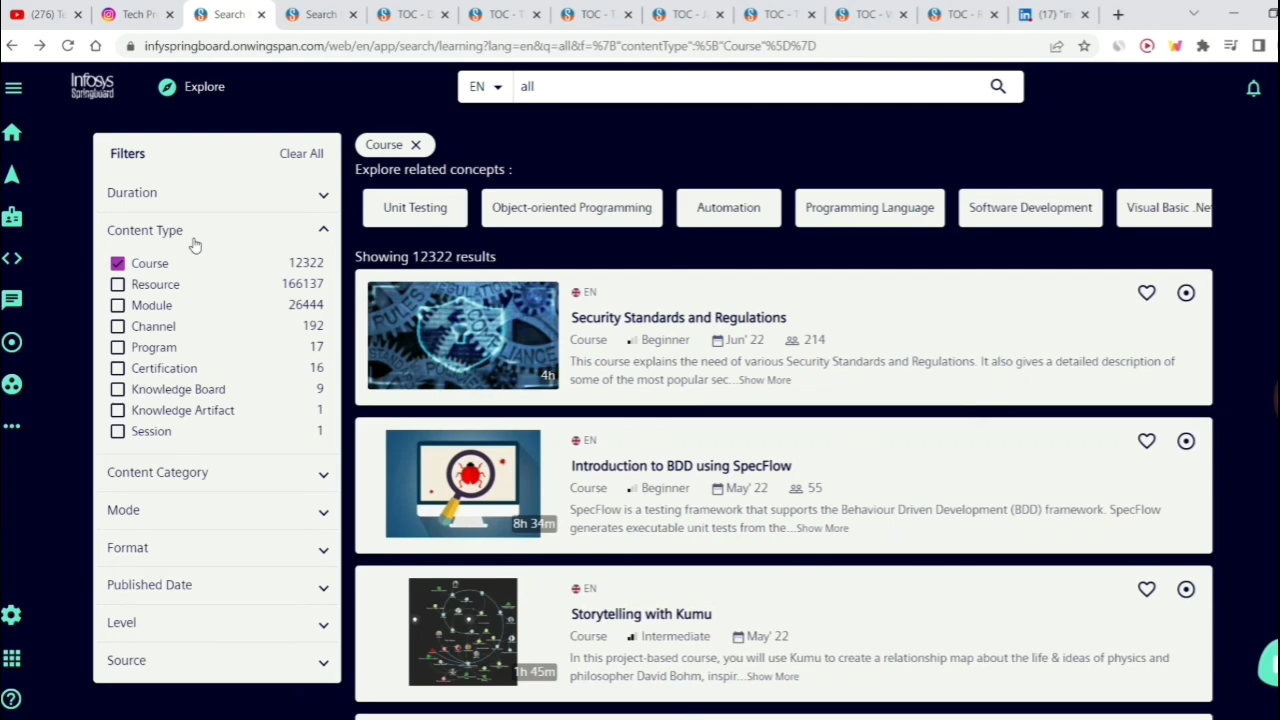 (276) Te
Tech Pr
Search
Search
TOC - D
TOC - T
TOC - T
TOC - J
TOC - T
TOC - V
TOC -
(17) "in
infyspringboard.onwingspan.com/web/en/app/search/learning?lang=en&q=all&f=%7B"contentType":%5B"Course"%5D%7D
Infosys
Springboard
Explore
EN
all
Filters
Clear All
Duration
Content Type
Course 12322
Resource 166137
Module 26444
Channel 192
Program 17
Certification 16
Knowledge Board 9
Knowledge Artifact 1
Session 1
Content Category
Mode
Format
Published Date
Level
Source
Course
Explore related concepts :
Unit Testing
Object-oriented Programming
Automation
Programming Language
Software Development
Visual Basic .Ne
Showing 12322 results
EN
Security Standards and Regulations
Course Beginner Jun' 22 214
This course explains the need of various Security Standards and Regulations. It also gives a detailed description of
some of the most popular sec...Show More
4h
EN
Introduction to BDD using SpecFlow
Course Beginner May' 22 55
SpecFlow is a testing framework that supports the Behaviour Driven Development (BDD) framework. SpecFlow
generates executable unit tests from the...Show More
8h 34m
EN
Storytelling with Kumu
Course Intermediate May' 22
In this project-based course, you will use Kumu to create a relationship map about the life & ideas of physics and
philosopher David Bohm, inspir...Show More
1h 45m